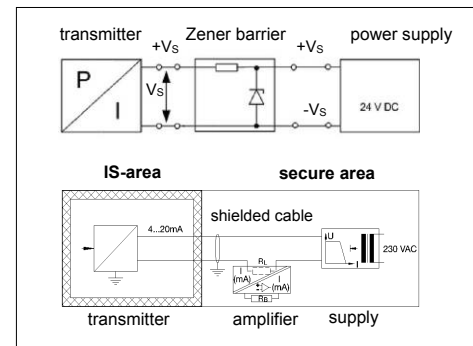 transmitter Zener barrier power supply
+Vs +Vs
P
I
Vs
24 V DC
-Vs
IS-area secure area
shielded cable
4...20mA
RL
U
I
230 VAC
I
(mA)
I
(mA)
RB
transmitter amplifier supply